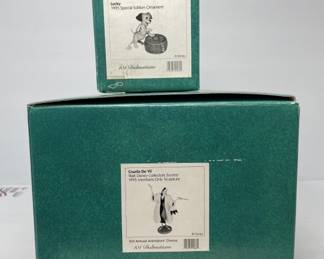 Lucky
1995 Special Edition Ornament
101 Dalmatians
Cruella De Vil
Walt Disney Collectors Society
1995 Members Only Sculpture
101 Dalmatians